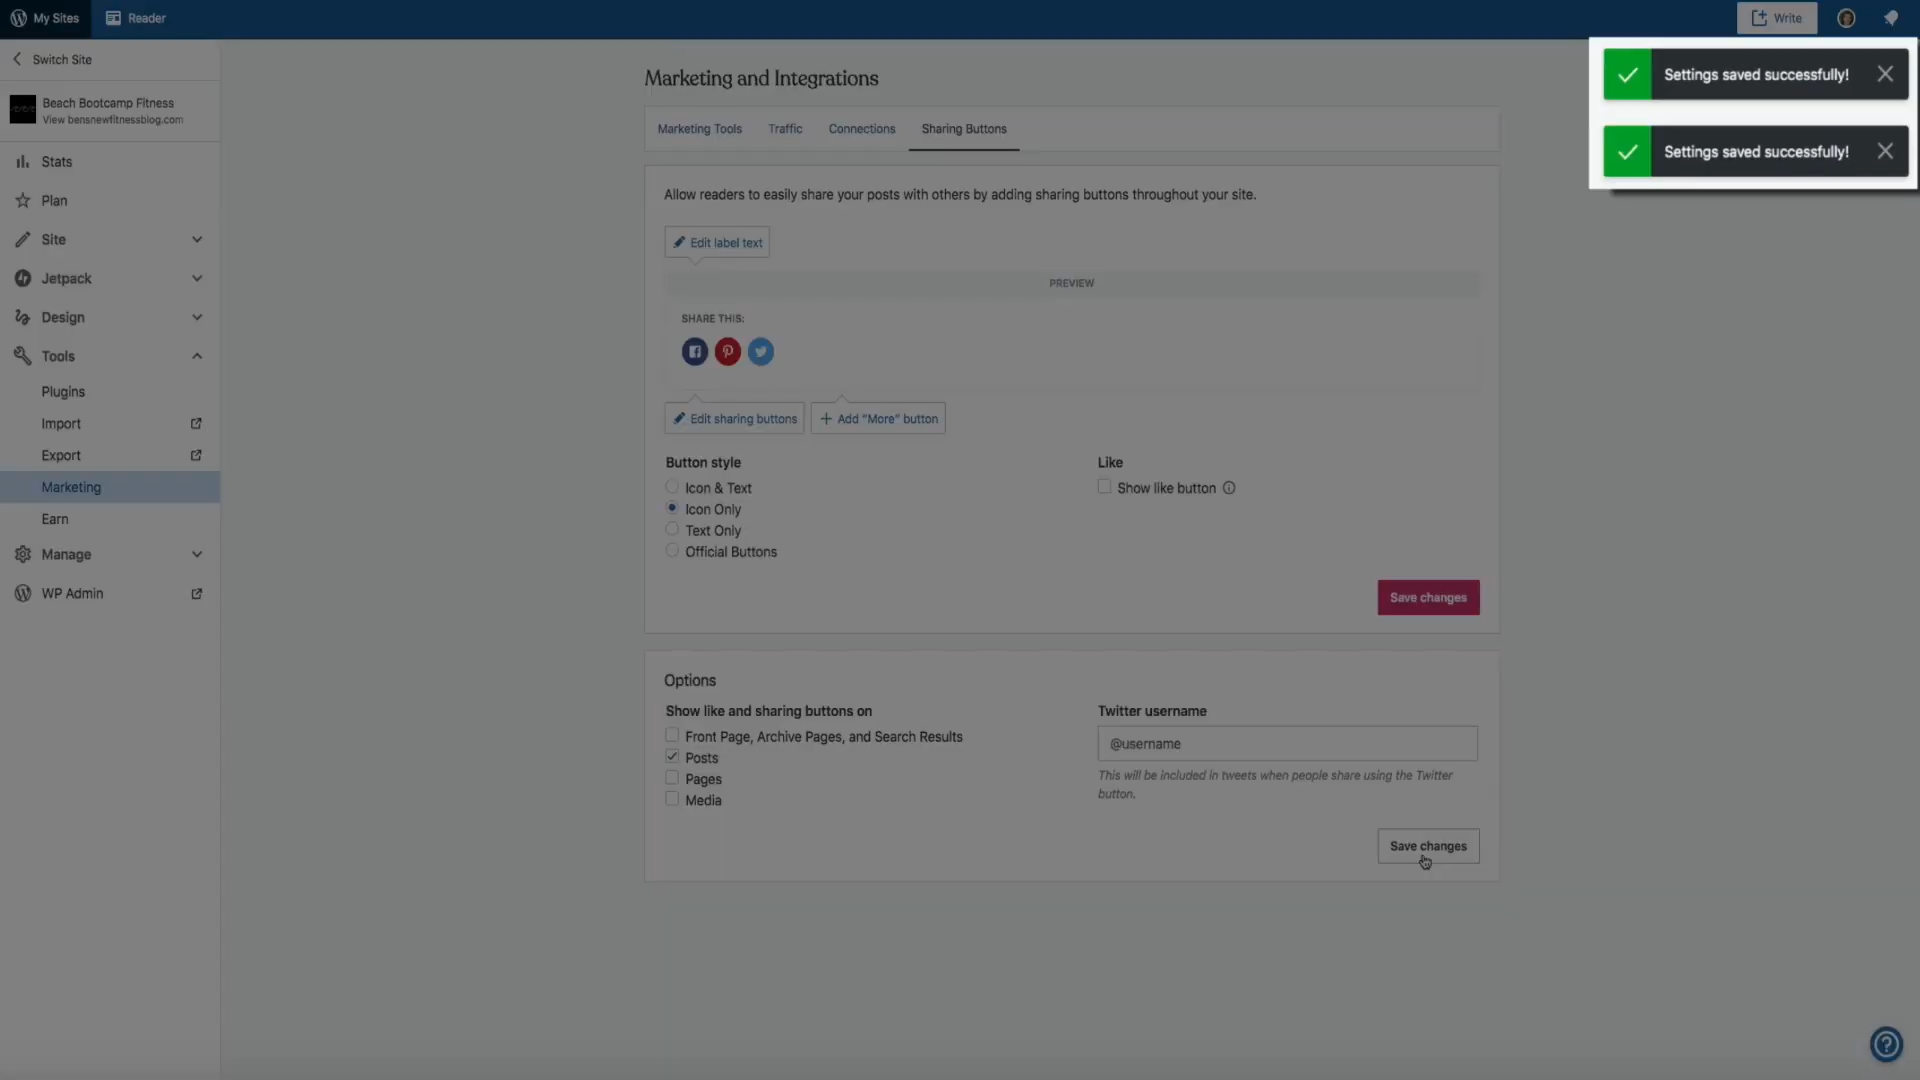 My Sites
Reader
Write
Switch Site
Beach Bootcamp Fitness
View bensnewfitnessblog.com
Stats
Plan
Site
Jetpack
Design
Tools
Plugins
Import
Export
Marketing
Earn
Manage
WP Admin
Marketing and Integrations
Marketing Tools
Traffic
Connections
Sharing Buttons
Allow readers to easily share your posts with others by adding sharing buttons throughout your site.
Edit label text
PREVIEW
SHARE THIS:
Edit sharing buttons
Add “More” button
Button style
Icon & Text
Icon Only
Text Only
Official Buttons
Like
Show like button
Save changes
Options
Show like and sharing buttons on
Front Page, Archive Pages, and Search Results
Posts
Pages
Media
Twitter username
@username
This will be included in tweets when people share using the Twitter
button.
Save changes
Settings saved successfully!
Settings saved successfully!